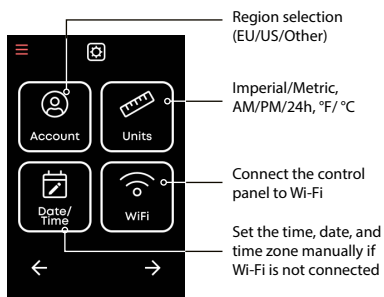 Region selection
(EU/US/Other)
Account
Units
Imperial/Metric,
AM/PM/24h, °F/ °C
Date/
Time
WiFi
Connect the control
panel to Wi-Fi
Set the time, date, and
time zone manually if
Wi-Fi is not connected